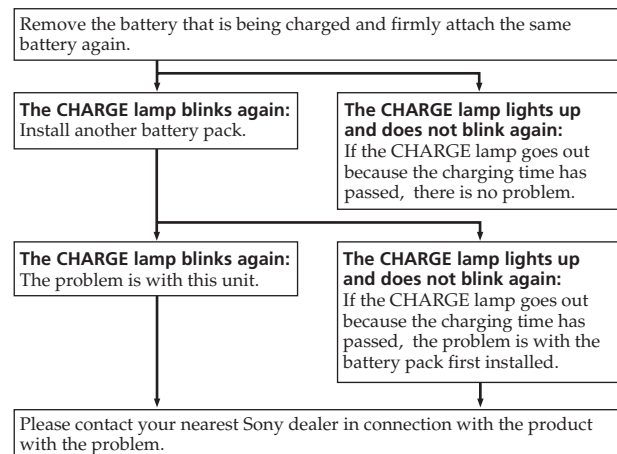 Remove the battery that is being charged and firmly attach the same
battery again.
The CHARGE lamp blinks again:
Install another battery pack.
The CHARGE lamp lights up
and does not blink again:
If the CHARGE lamp goes out
because the charging time has
passed, there is no problem.
The CHARGE lamp blinks again:
The problem is with this unit.
The CHARGE lamp lights up
and does not blink again:
If the CHARGE lamp goes out
because the charging time has
passed, the problem is with the
battery pack first installed.
Please contact your nearest Sony dealer in connection with the product
with the problem.